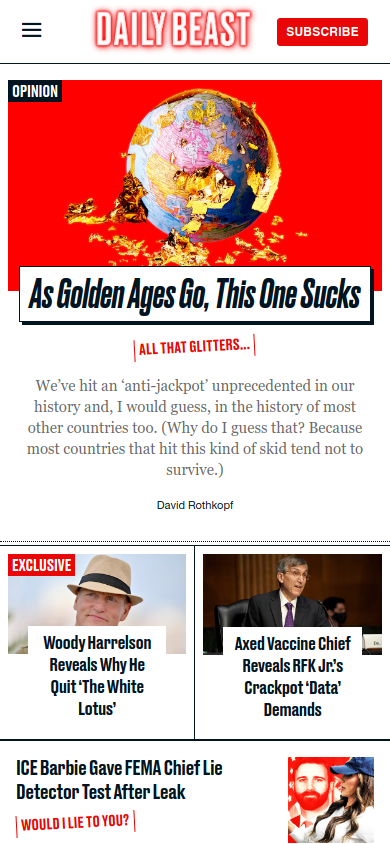 DAILY BEAST
SUBSCRIBE
OPINION
As Golden Ages Go, This One Sucks
ALL THAT GLITTERS...
We've hit an ‘anti-jackpot’ unprecedented in our
history and, I would guess, in the history of most
other countries too. (Why do I guess that? Because
most countries that hit this kind of skid tend not to
survive.)
David Rothkopf
EXCLUSIVE
Woody Harrelson
Reveals Why He
Quit ‘The White
Lotus’
Axed Vaccine Chief
Reveals RFK Jr.’s
Crackpot ‘Data’
Demands
ICE Barbie Gave FEMA Chief Lie
Detector Test After Leak
WOULD I LIE TO YOU?